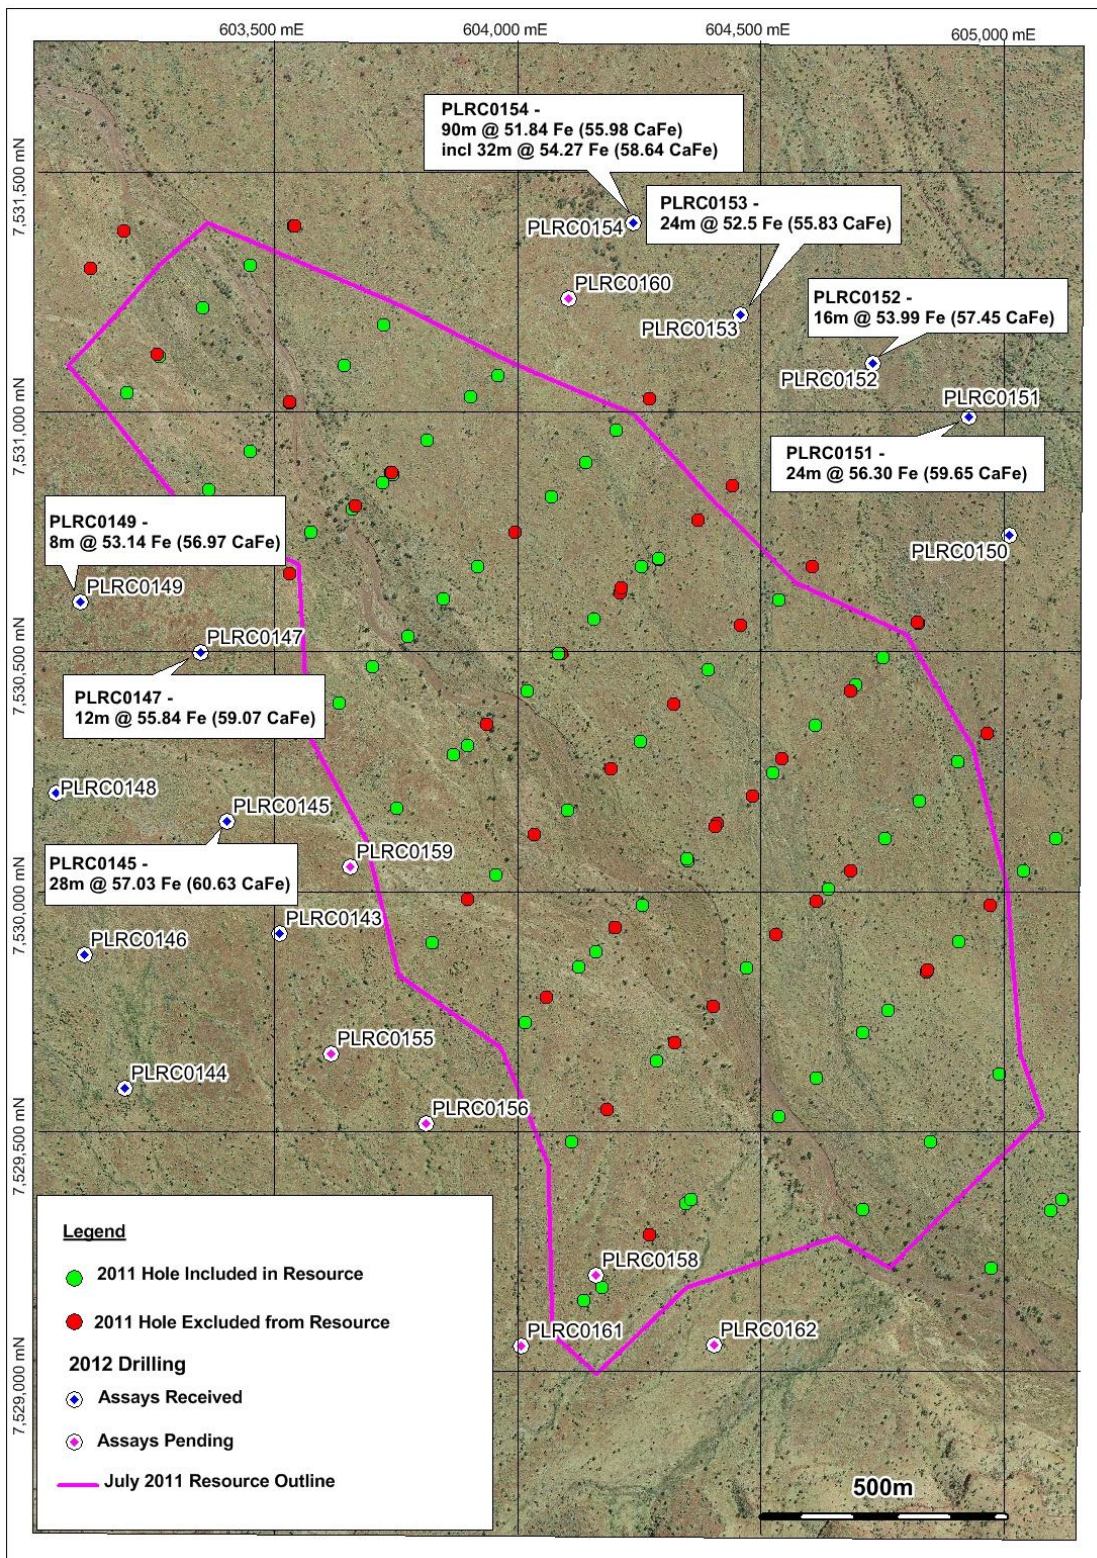 603,500 mE
604,000 mE
604,500 mE
605,000 mE
7,531,500 mN
7,531,000 mN
7,530,500 mN
7,530,000 mN
7,529,500 mN
7,529,000 mN
PLRC0154 -
90m @ 51.84 Fe (55.98 CaFe)
incl 32m @ 54.27 Fe (58.64 CaFe)
PLRC0153 -
24m @ 52.5 Fe (55.83 CaFe)
PLRC0154
PLRC0160
PLRC0152 -
16m @ 53.99 Fe (57.45 CaFe)
PLRC0153
PLRC0152
PLRC0151
PLRC0151 -
24m @ 56.30 Fe (59.65 CaFe)
PLRC0150
PLRC0149 -
8m @ 53.14 Fe (56.97 CaFe)
PLRC0149
PLRC0147
PLRC0147 -
12m @ 55.84 Fe (59.07 CaFe)
PLRC0148
PLRC0145
PLRC0145 -
28m @ 57.03 Fe (60.63 CaFe)
PLRC0159
PLRC0143
PLRC0146
PLRC0155
PLRC0144
PLRC0156
PLRC0158
PLRC0161
PLRC0162
Legend
2011 Hole Included in Resource
2011 Hole Excluded from Resource
2012 Drilling
Assays Received
Assays Pending
July 2011 Resource Outline
500m